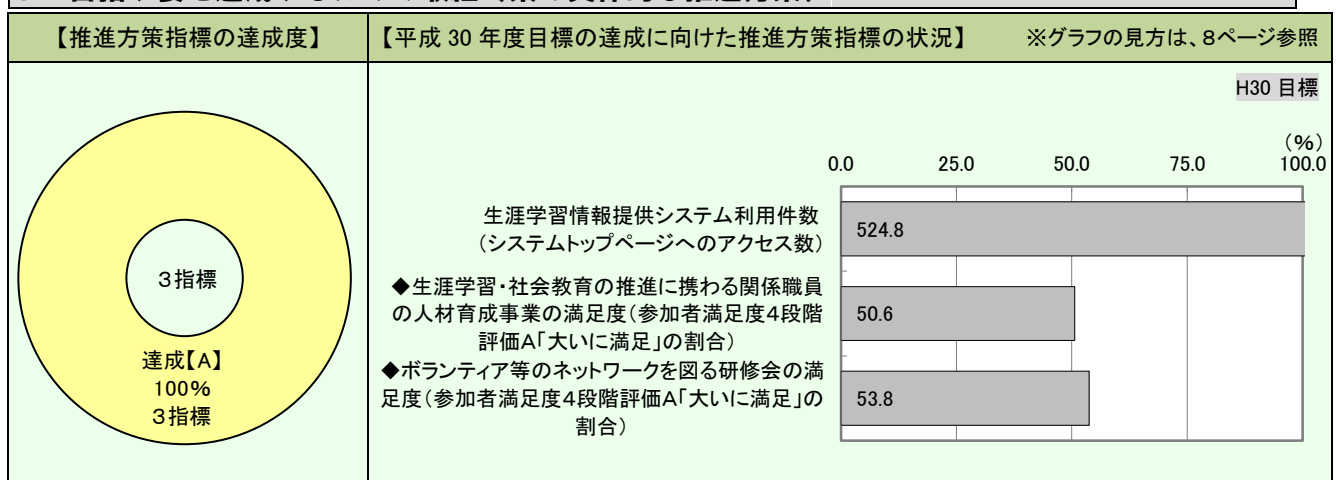 【推進方策指標の達成度】
【平成 30 年度目標の達成に向けた推進方策指標の状況】 ※グラフの見方は、8ページ参照
3指標
達成【A】
100%
3指標
H30 目標
(%)
0.0 25.0 50.0 75.0 100.0
生涯学習情報提供システム利用件数
(システムトップページへのアクセス数)
524.8
◆生涯学習・社会教育の推進に携わる関係職員
の人材育成事業の満足度(参加者満足度4段階
評価A「大いに満足」の割合)
50.6
◆ボランティア等のネットワークを図る研修会の満
足度(参加者満足度4段階評価A「大いに満足」の
割合)
53.8